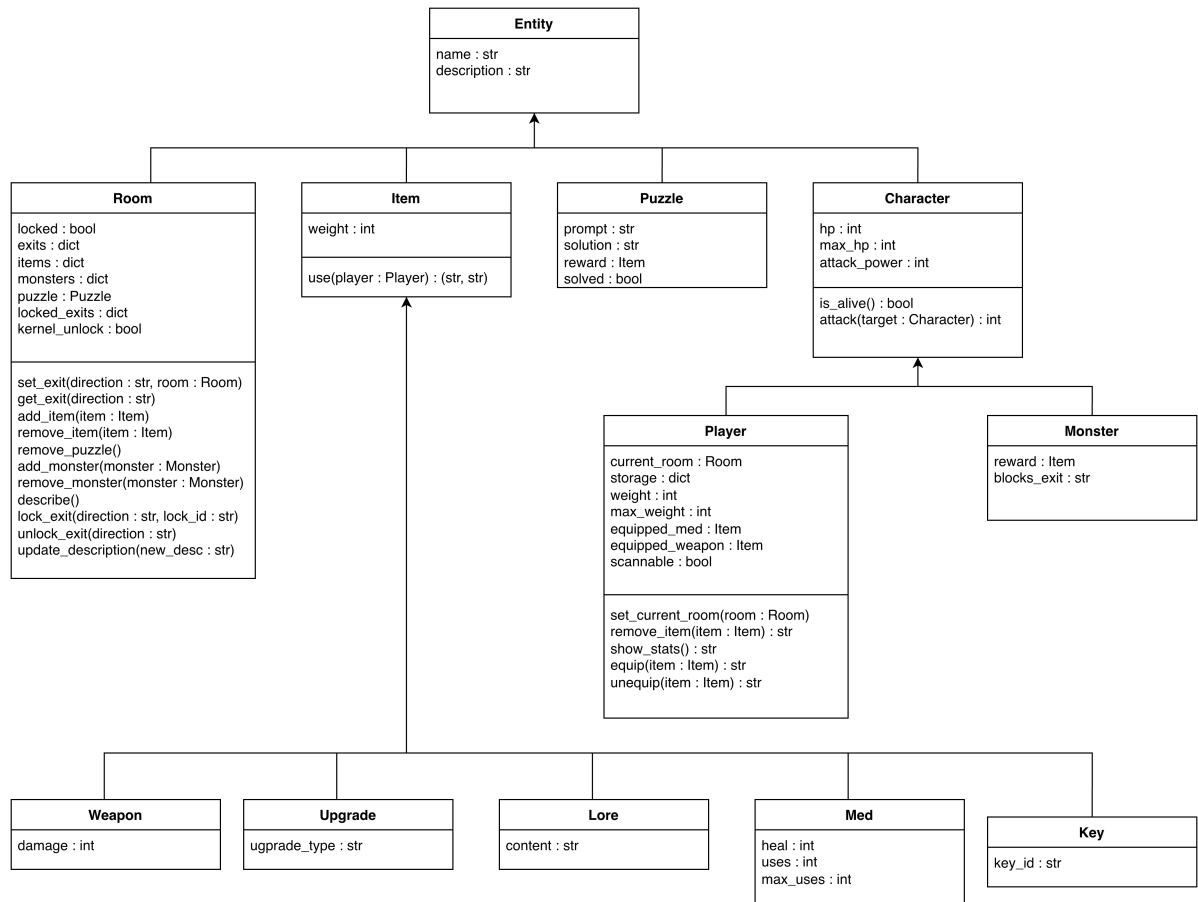 Entity
name : str
description : str
Room
locked : bool
exits : dict
items : dict
monsters : dict
puzzle : Puzzle
locked_exits : dict
kernel_unlock : bool
set_exit(direction : str, room : Room)
get_exit(direction : str)
add_item(item : Item)
remove_item(item : Item)
remove_puzzle()
add_monster(monster : Monster)
remove_monster(monster : Monster)
describe()
lock_exit(direction : str, lock_id : str)
unlock_exit(direction : str)
update_description(new_desc : str)
Item
weight : int
use(player : Player) : (str, str)
Puzzle
prompt : str
solution : str
reward : Item
solved : bool
Character
hp : int
max_hp : int
attack_power : int
is_alive() : bool
attack(target : Character) : int
Player
current_room : Room
storage : dict
weight : int
max_weight : int
equipped_med : Item
equipped_weapon : Item
scannable : bool
set_current_room(room : Room)
remove_item(item : Item) : str
show_stats() : str
equip(item : Item) : str
unequip(item : Item) : str
Monster
reward : Item
blocks_exit : str
Weapon
damage : int
Upgrade
ugprade_type : str
Lore
content : str
Med
heal : int
uses : int
max_uses : int
Key
key_id : str